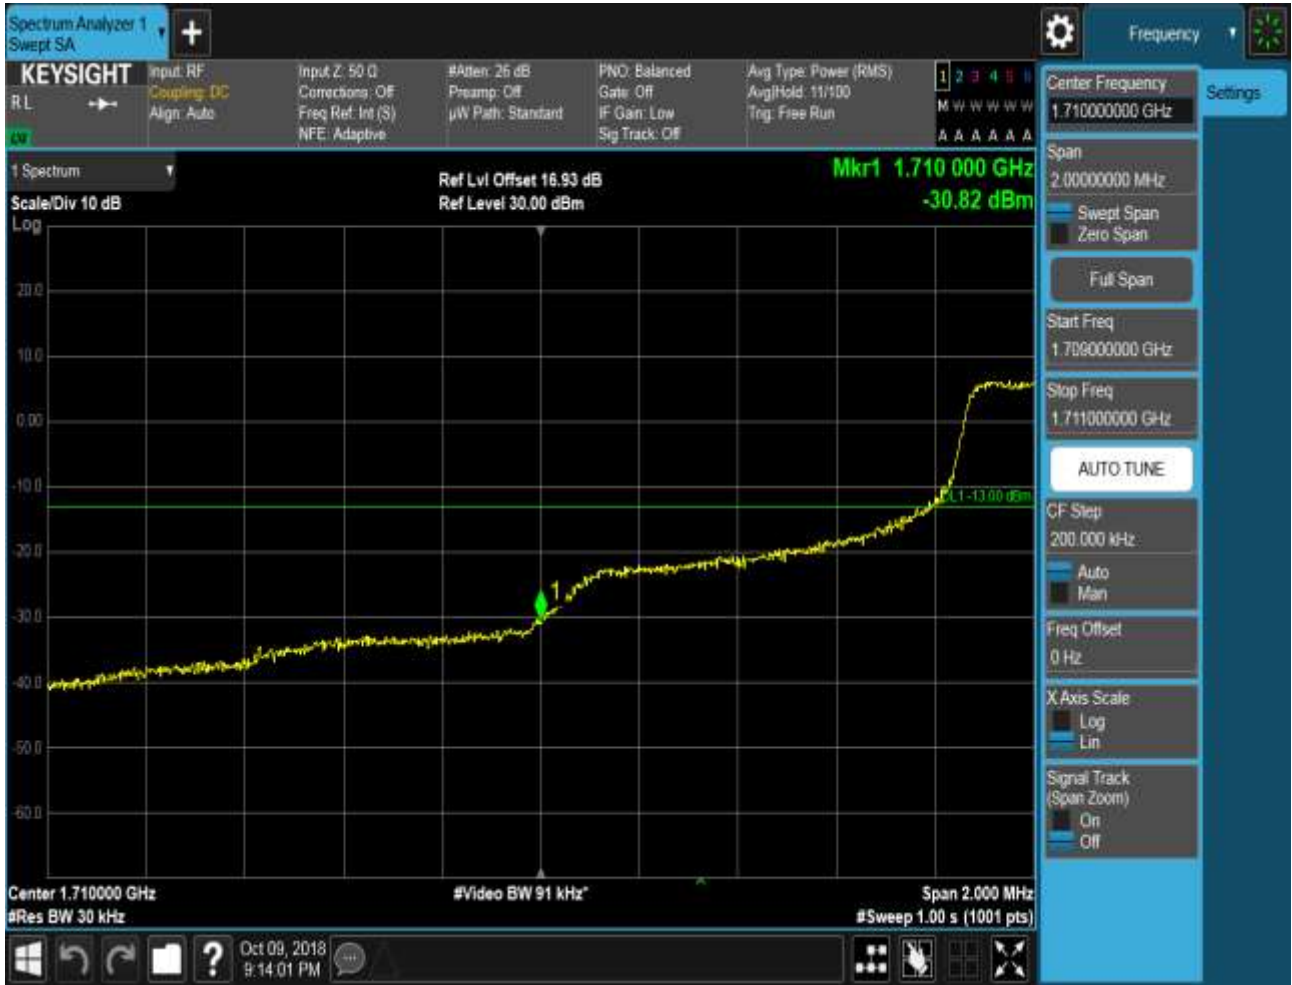 Spectrum Analyzer 1
Swept SA
+
Frequency
KEYSIGHT
R L
LW
Input: RF
Coupling: DC
Align: Auto
Input Z: 50 Ω
Corrections: Off
Freq Ref: Int (S)
NFE: Adaptive
#Atten: 26 dB
Preamp: Off
µW Path: Standard
PNO: Balanced
Gate: Off
IF Gain: Low
Sig Track: Off
Avg Type: Power (RMS)
Avg|Hold: 11/100
Trig: Free Run
1 2 3 4 5 6
M W W W W W
A A A A A A
1 Spectrum
Scale/Div 10 dB
Log
Ref Lvl Offset 16.93 dB
Ref Level 30.00 dBm
Mkr1 1.710 000 GHz
-30.82 dBm
20.0
10.0
0.00
-10.0
-20.0
-30.0
-40.0
-50.0
-60.0
DL1 -13.00 dBm
1
Center 1.710000 GHz
#Res BW 30 kHz
#Video BW 91 kHz*
Span 2.000 MHz
#Sweep 1.00 s (1001 pts)
Center Frequency
1.710000000 GHz
Settings
Span
2.00000000 MHz
Swept Span
Zero Span
Full Span
Start Freq
1.709000000 GHz
Stop Freq
1.711000000 GHz
AUTO TUNE
CF Step
200.000 kHz
Auto
Man
Freq Offset
0 Hz
X Axis Scale
Log
Lin
Signal Track
(Span Zoom)
On
Off
?
Oct 09, 2018
9:14:01 PM